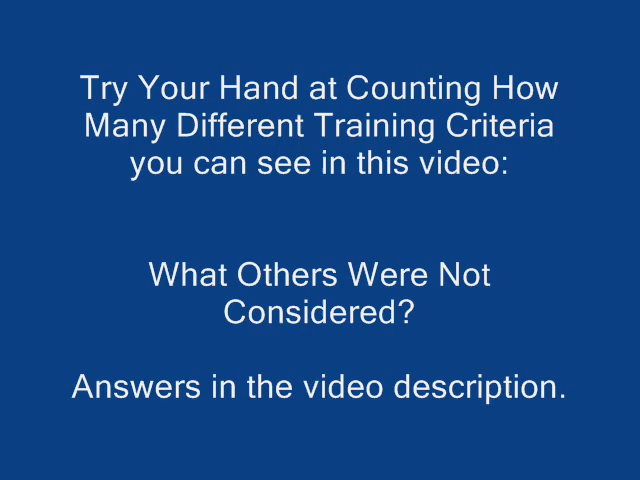 Try Your Hand at Counting How
Many Different Training Criteria
you can see in this video:
What Others Were Not
Considered?
Answers in the video description.